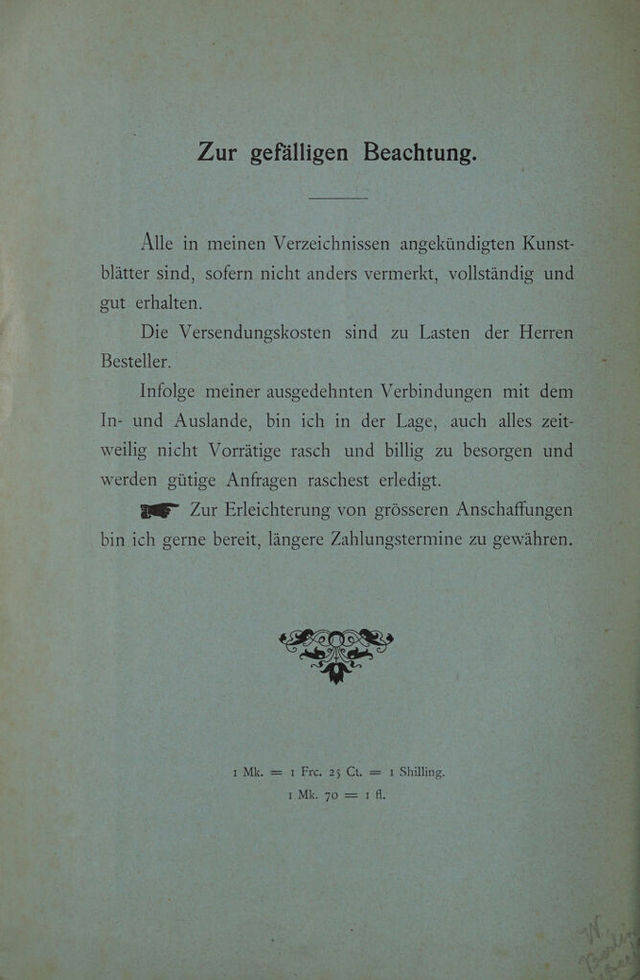 Zur gefälligen Beachtung.
Alle in meinen Verzeichnissen angekündigten Kunst-
blätter sind, sofern nicht anders vermerkt, vollständig und
gut erhalten.
Die Versendungskosten sind zu Lasten der Herren
Besteller.
Infolge meiner ausgedehnten Verbindungen mit dem
In- und Auslande, bin ich in der Lage, auch alles zeit-
weilig nicht Vorrätige rasch und billig zu besorgen und
werden gütige Anfragen raschest erledigt.
☛ Zur Erleichterung von grösseren Anschaffungen
bin ich gerne bereit, längere Zahlungstermine zu gewähren.
1 Mk. = 1 Frc. 25 Ct. = 1 Shilling.
1 Mk. 70 = 1 fl.
W.
Berlin